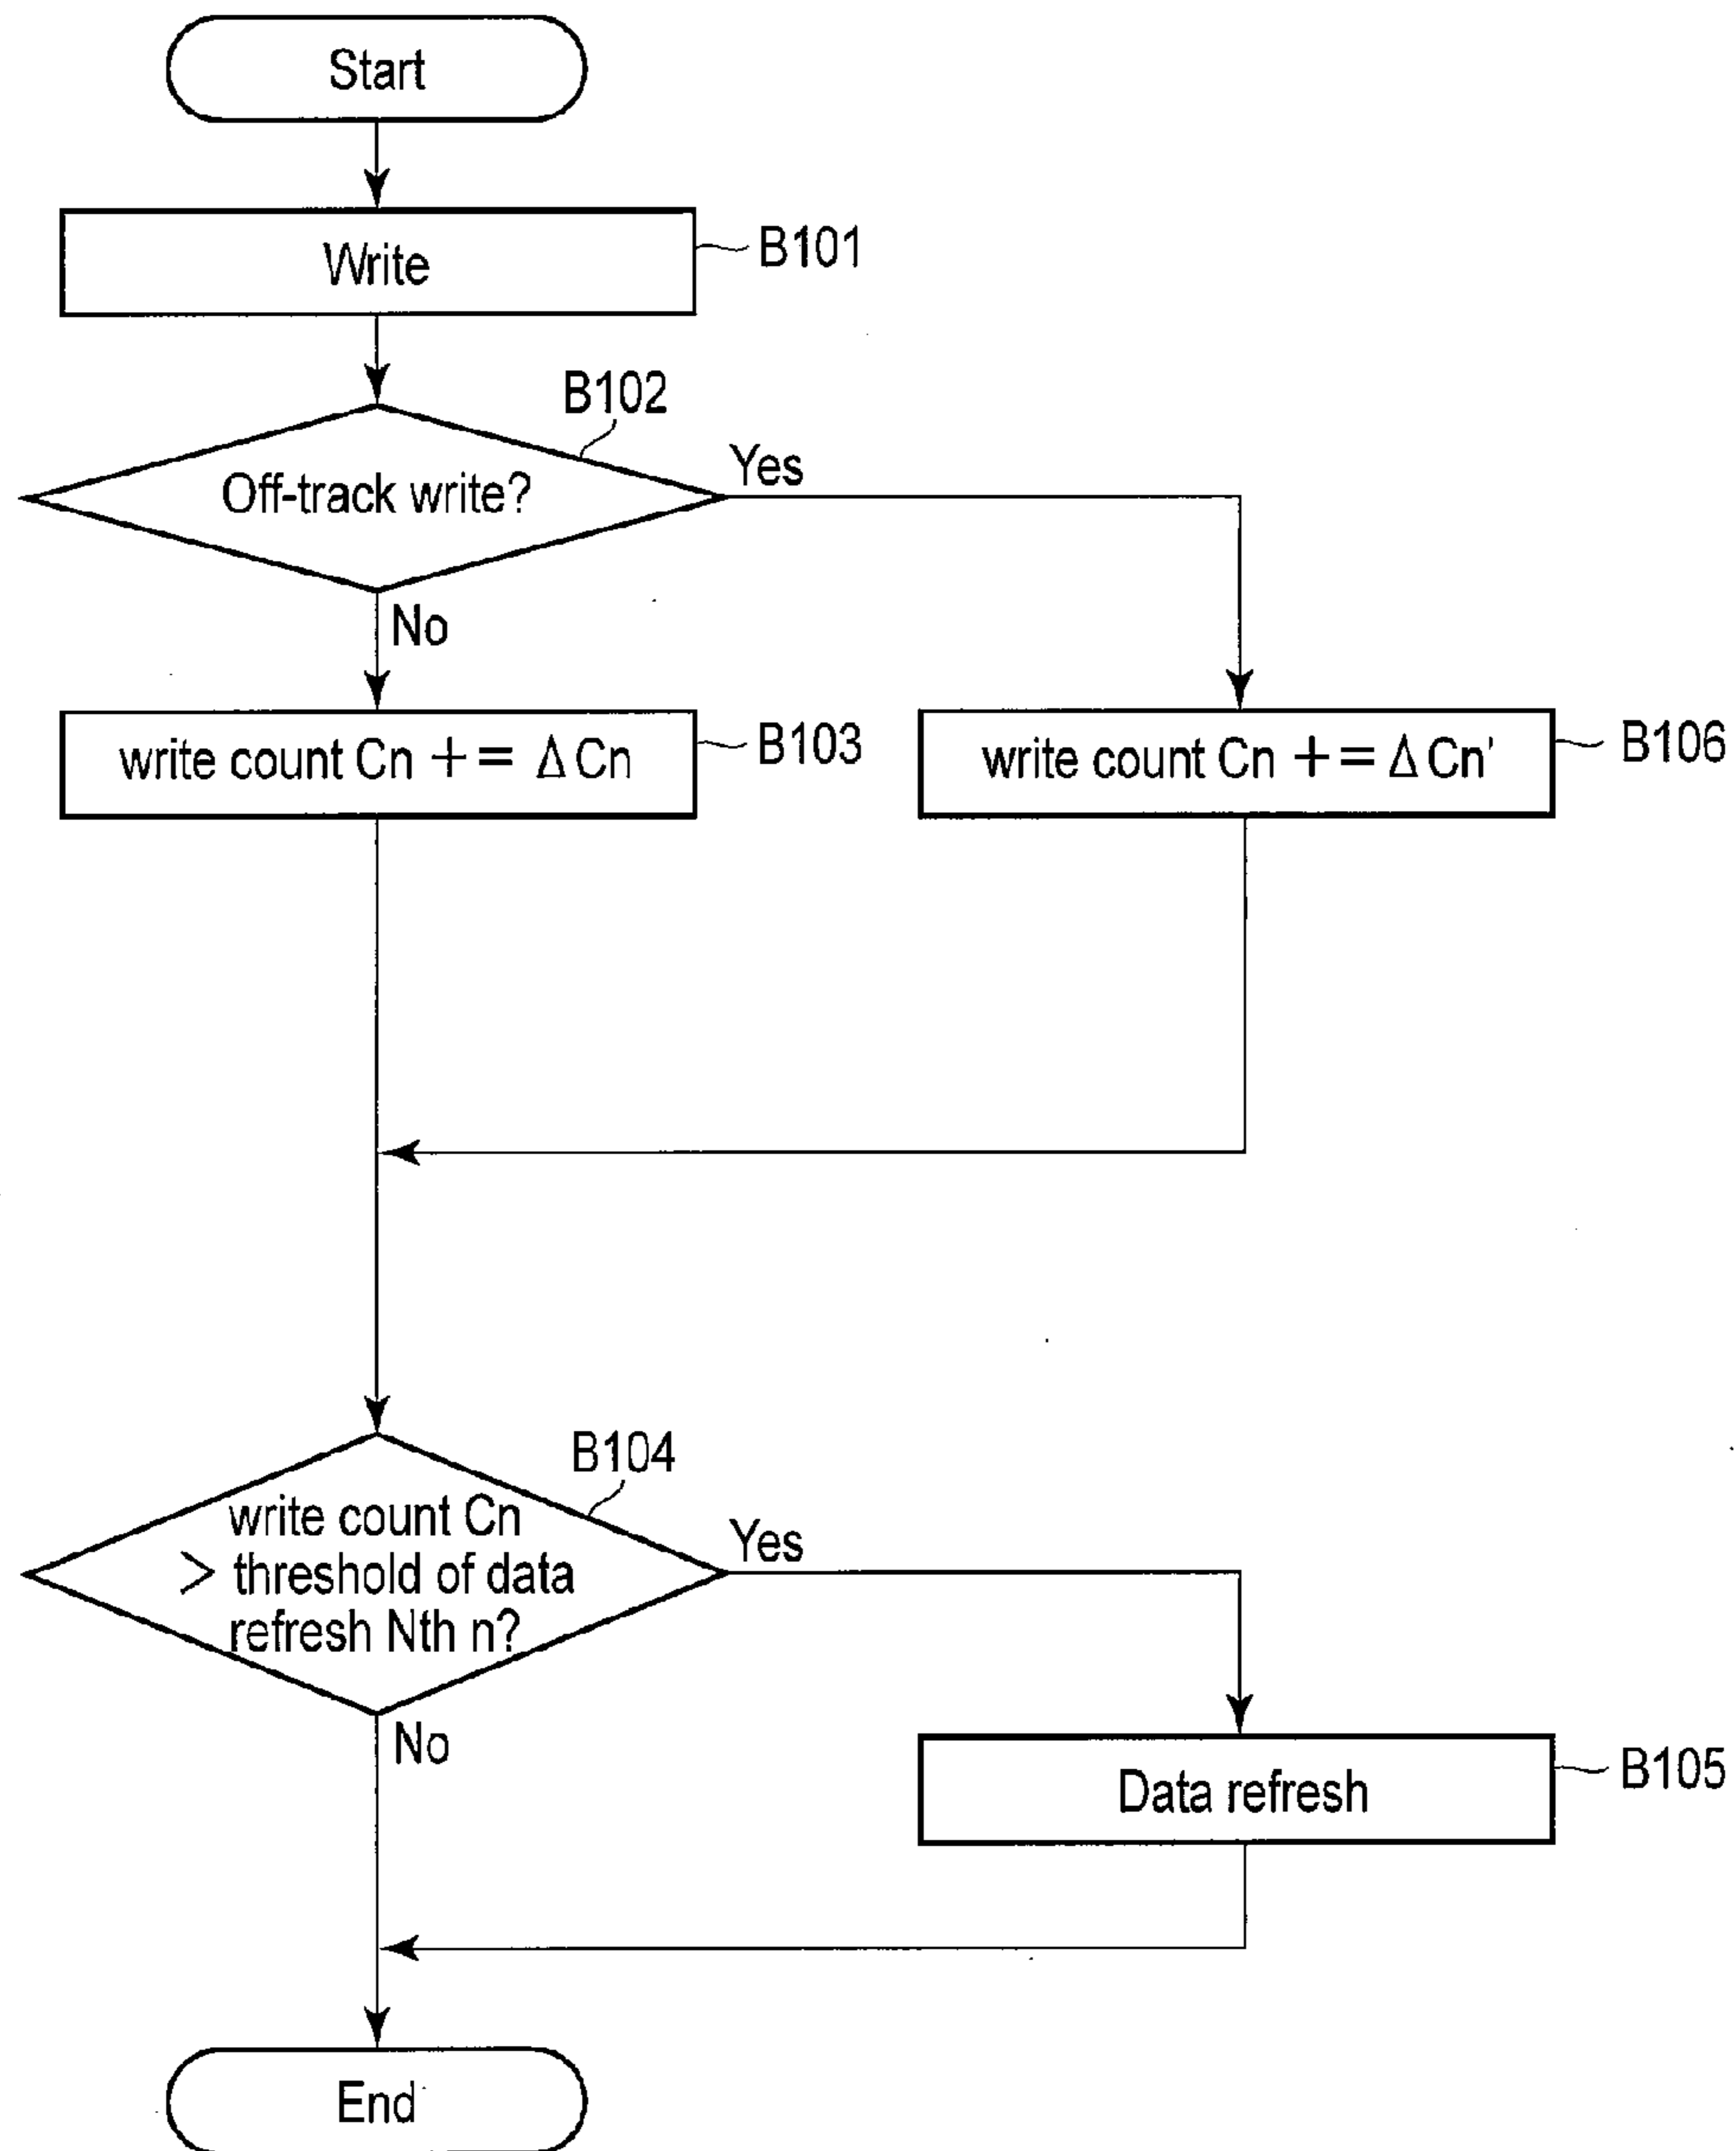 Start
Write
B101
B102
Off-track write?
Yes
No
write count Cn += ΔCn
B103
write count Cn += ΔCn'
B106
B104
write count Cn
> threshold of data
refresh Nth n?
Yes
No
Data refresh
B105
End